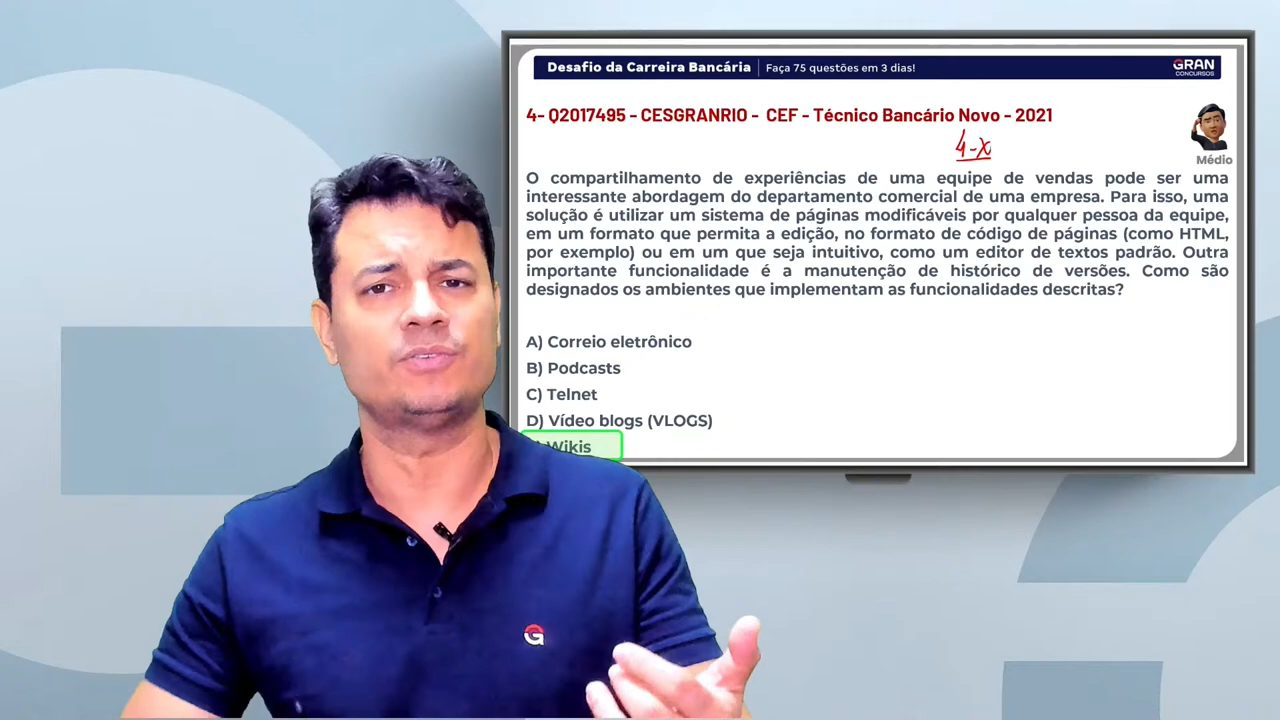 Desafio da Carreira Bancária | Faça 75 questões em 3 dias!
GRAN
CONCURSOS
4- Q2017495 - CESGRANRIO - CEF - Técnico Bancário Novo - 2021
4-X
Médio
O compartilhamento de experiências de uma equipe de vendas pode ser uma
interessante abordagem do departamento comercial de uma empresa. Para isso, uma
solução é utilizar um sistema de páginas modificáveis por qualquer pessoa da equipe,
em um formato que permita a edição, no formato de código de páginas (como HTML,
por exemplo) ou em um que seja intuitivo, como um editor de textos padrão. Outra
importante funcionalidade é a manutenção de histórico de versões. Como são
designados os ambientes que implementam as funcionalidades descritas?
A) Correio eletrônico
B) Podcasts
C) Telnet
D) Vídeo blogs (VLOGS)
) Wikis
G